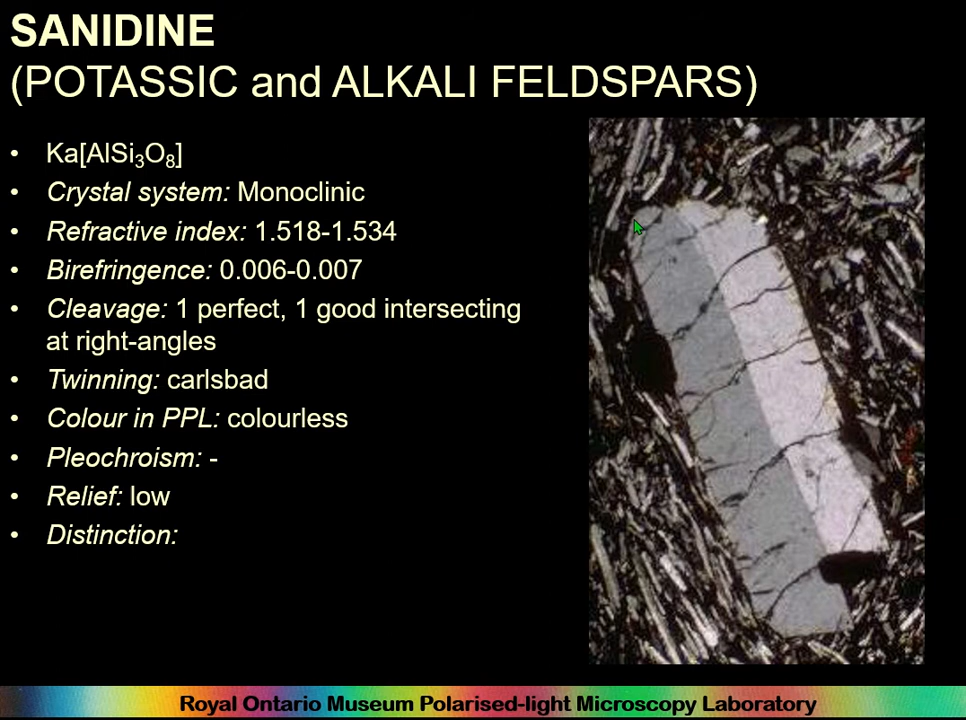 SANIDINE
(POTASSIC and ALKALI FELDSPARS)
• Ka[AlSi₃O₈]
• Crystal system: Monoclinic
• Refractive index: 1.518-1.534
• Birefringence: 0.006-0.007
• Cleavage: 1 perfect, 1 good intersecting
at right-angles
• Twinning: carlsbad
• Colour in PPL: colourless
• Pleochroism: -
• Relief: low
• Distinction:
Royal Ontario Museum Polarised-light Microscopy Laboratory